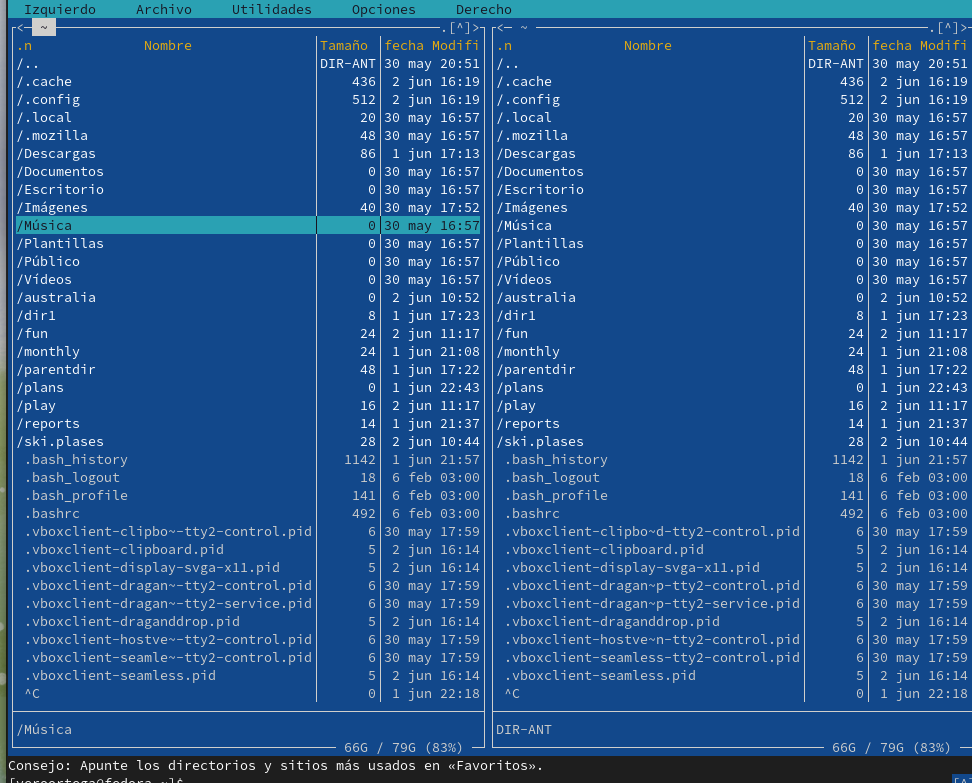 Izquierdo Archivo Utilidades Opciones Derecho
<─ ~ .[^]> <─ ~ .[^]>
.n Nombre Tamaño fecha Modifi .n Nombre Tamaño fecha Modifi
/.. DIR-ANT 30 may 20:51 /.. DIR-ANT 30 may 20:51
/.cache 436 2 jun 16:19 /.cache 436 2 jun 16:19
/.config 512 2 jun 16:19 /.config 512 2 jun 16:19
/.local 20 30 may 16:57 /.local 20 30 may 16:57
/.mozilla 48 30 may 16:57 /.mozilla 48 30 may 16:57
/Descargas 86 1 jun 17:13 /Descargas 86 1 jun 17:13
/Documentos 0 30 may 16:57 /Documentos 0 30 may 16:57
/Escritorio 0 30 may 16:57 /Escritorio 0 30 may 16:57
/Imágenes 40 30 may 17:52 /Imágenes 40 30 may 17:52
/Música 0 30 may 16:57 /Música 0 30 may 16:57
/Plantillas 0 30 may 16:57 /Plantillas 0 30 may 16:57
/Público 0 30 may 16:57 /Público 0 30 may 16:57
/Vídeos 0 30 may 16:57 /Vídeos 0 30 may 16:57
/australia 0 2 jun 10:52 /australia 0 2 jun 10:52
/dir1 8 1 jun 17:23 /dir1 8 1 jun 17:23
/fun 24 2 jun 11:17 /fun 24 2 jun 11:17
/monthly 24 1 jun 21:08 /monthly 24 1 jun 21:08
/parentdir 48 1 jun 17:22 /parentdir 48 1 jun 17:22
/plans 0 1 jun 22:43 /plans 0 1 jun 22:43
/play 16 2 jun 11:17 /play 16 2 jun 11:17
/reports 14 1 jun 21:37 /reports 14 1 jun 21:37
/ski.plases 28 2 jun 10:44 /ski.plases 28 2 jun 10:44
.bash_history 1142 1 jun 21:57 .bash_history 1142 1 jun 21:57
.bash_logout 18 6 feb 03:00 .bash_logout 18 6 feb 03:00
.bash_profile 141 6 feb 03:00 .bash_profile 141 6 feb 03:00
.bashrc 492 6 feb 03:00 .bashrc 492 6 feb 03:00
.vboxclient-clipbo~-tty2-control.pid 6 30 may 17:59 .vboxclient-clipbo~d-tty2-control.pid 6 30 may 17:59
.vboxclient-clipboard.pid 5 2 jun 16:14 .vboxclient-clipboard.pid 5 2 jun 16:14
.vboxclient-display-svga-x11.pid 5 2 jun 16:14 .vboxclient-display-svga-x11.pid 5 2 jun 16:14
.vboxclient-dragan~-tty2-control.pid 6 30 may 17:59 .vboxclient-dragan~p-tty2-control.pid 6 30 may 17:59
.vboxclient-dragan~-tty2-service.pid 6 30 may 17:59 .vboxclient-dragan~p-tty2-service.pid 6 30 may 17:59
.vboxclient-draganddrop.pid 5 2 jun 16:14 .vboxclient-draganddrop.pid 5 2 jun 16:14
.vboxclient-hostve~-tty2-control.pid 6 30 may 17:59 .vboxclient-hostve~n-tty2-control.pid 6 30 may 17:59
.vboxclient-seamle~-tty2-control.pid 6 30 may 17:59 .vboxclient-seamless-tty2-control.pid 6 30 may 17:59
.vboxclient-seamless.pid 5 2 jun 16:14 .vboxclient-seamless.pid 5 2 jun 16:14
^C 0 1 jun 22:18 ^C 0 1 jun 22:18
/Música DIR-ANT
66G / 79G (83%) 66G / 79G (83%)
Consejo: Apunte los directorios y sitios más usados en «Favoritos».